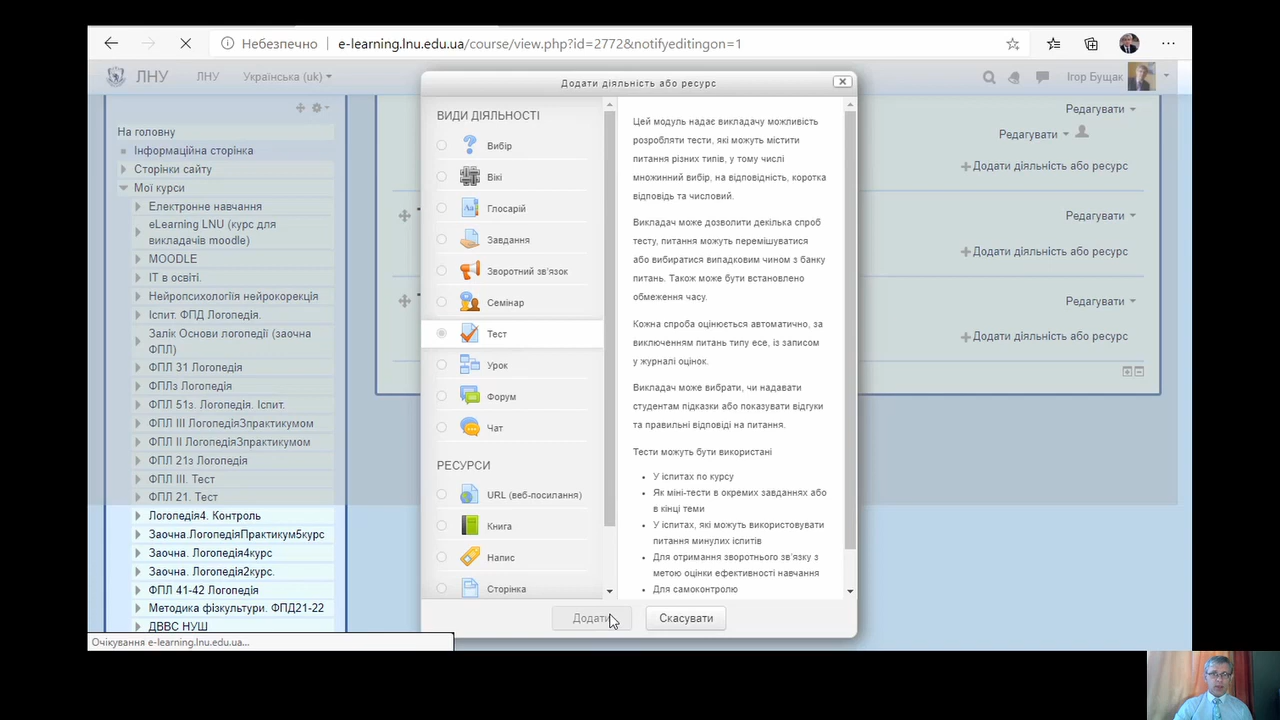 Небезпечно
e-learning.lnu.edu.ua/course/view.php?id=2772&notifyeditingon=1
ЛНУ
ЛНУ
Українська (uk)
Ігор Бущак
На головну
Інформаційна сторінка
Сторінки сайту
Мої курси
Електронне навчання
eLearning LNU (курс для
викладачів moodle)
MOODLE
ІТ в освіті.
Нейропсихологіїя нейрокорекція
Іспит. ФПД Логопедія.
Залік Основи логопедії (заочна
ФПЛ)
ФПЛ 31 Логопедія
ФПЛз Логопедія
ФПЛ 51з. Логопедія. Іспит.
ФПЛ ІІІ ЛогопедіяЗпрактикумом
ФПЛ ІІ ЛогопедіяЗпрактикумом
ФПЛ 21з Логопедія
ФПЛ ІІІ. Тест
ФПЛ 21. Тест
Логопедія4. Контроль
Заочна.ЛогопедіяПрактикум5курс
Заочна. Логопедія4курс
Заочна. Логопедія2курс.
ФПЛ 41-42 Логопедія
Методика фізкультури. ФПД21-22
ДВВС НУШ
Очікування e-learning.lnu.edu.ua...
Додати діяльність або ресурс
ВИДИ ДІЯЛЬНОСТІ
Вибір
Вікі
Глосарій
Завдання
Зворотний зв'язок
Семінар
Тест
Урок
Форум
Чат
РЕСУРСИ
URL (веб-посилання)
Книга
Напис
Сторінка
Цей модуль надає викладачу можливість
розробляти тести, які можуть містити
питання різних типів, у тому числі
множинний вибір, на відповідність, коротка
відповідь та числовий.
Викладач може дозволити декілька спроб
тесту, питання можуть перемішуватися
або вибиратися випадковим чином з банку
питань. Також може бути встановлено
обмеження часу.
Кожна спроба оцінюється автоматично, за
виключенням питань типу есе, із записом
у журналі оцінок.
Викладач може вибрати, чи надавати
студентам підказки або показувати відгуки
та правильні відповіді на питання.
Тести можуть бути використані
У іспитах по курсу
Як міні-тести в окремих завданнях або
в кінці теми
У іспитах, які можуть використовувати
питання минулих іспитів
Для отримання зворотнього зв'язку з
метою оцінки ефективності навчання
Для самоконтролю
Додати
Скасувати
Редагувати
Редагувати
Додати діяльність або ресурс
Редагувати
Додати діяльність або ресурс
Редагувати
Додати діяльність або ресурс